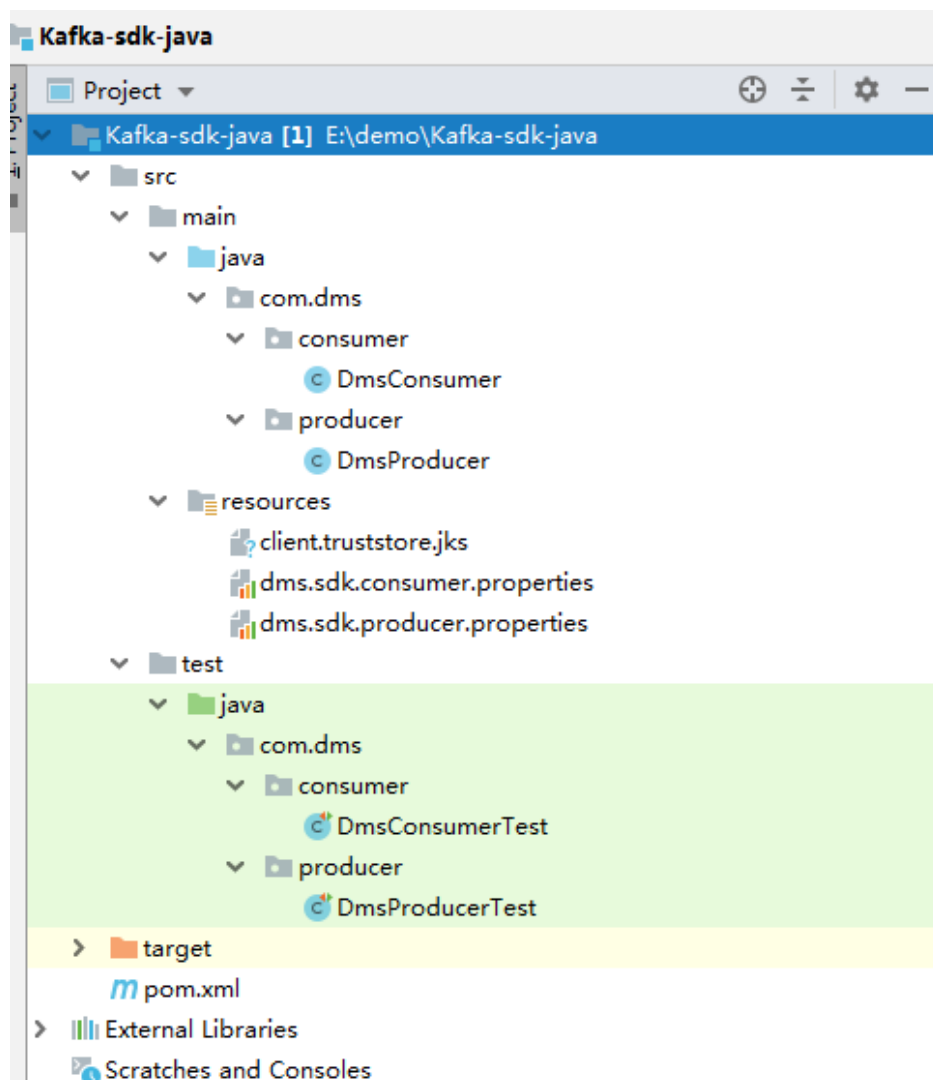 Kafka-sdk-java
Project
Kafka-sdk-java [1] E:\demo\Kafka-sdk-java
src
main
java
com.dms
consumer
DmsConsumer
producer
DmsProducer
resources
client.truststore.jks
dms.sdk.consumer.properties
dms.sdk.producer.properties
test
java
com.dms
consumer
DmsConsumerTest
producer
DmsProducerTest
target
pom.xml
External Libraries
Scratches and Consoles